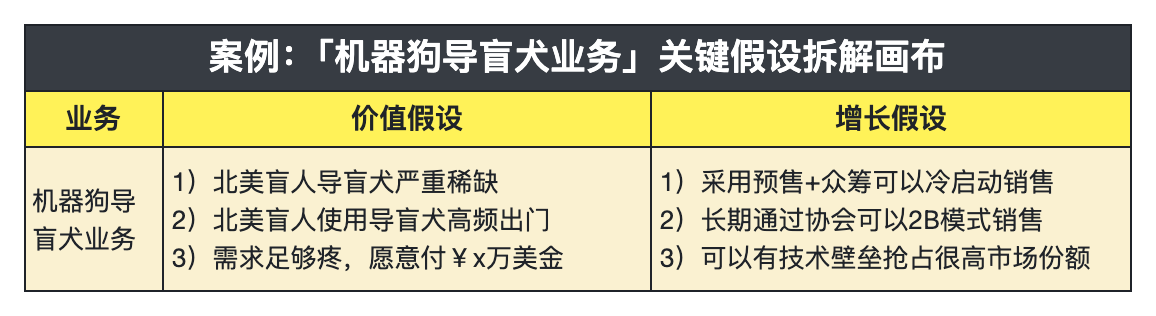 案例：「机器狗导盲犬业务」关键假设拆解画布
业务
价值假设
增长假设
机器狗导
盲犬业务
1）北美盲人导盲犬严重稀缺
2）北美盲人使用导盲犬高频出门
3）需求足够疼，愿意付￥x万美金
1）采用预售+众筹可以冷启动销售
2）长期通过协会可以2B模式销售
3）可以有技术壁垒抢占很高市场份额